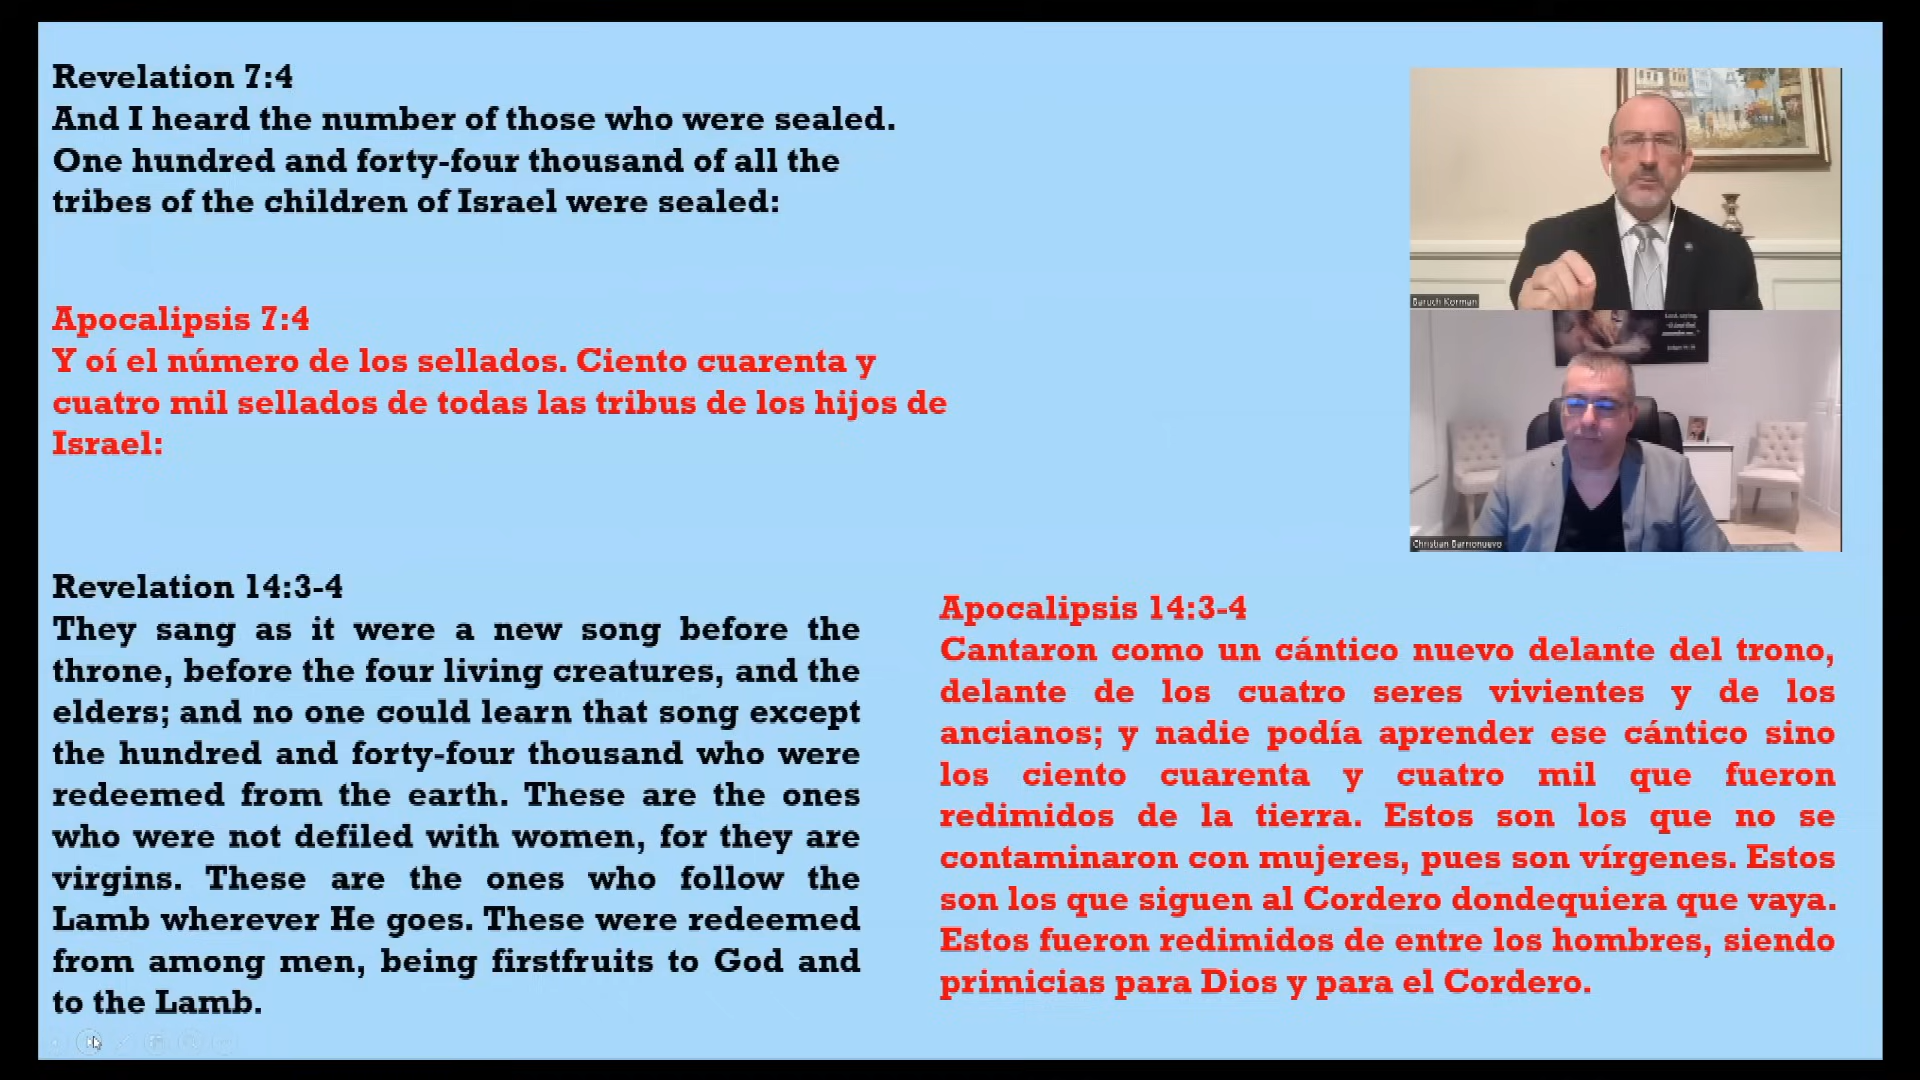 Revelation 7:4
And I heard the number of those who were sealed.
One hundred and forty-four thousand of all the
tribes of the children of Israel were sealed:
Apocalipsis 7:4
Y oí el número de los sellados. Ciento cuarenta y
cuatro mil sellados de todas las tribus de los hijos de
Israel:
Baruch Korman
Christian Barrionuevo
Revelation 14:3-4
They sang as it were a new song before the
throne, before the four living creatures, and the
elders; and no one could learn that song except
the hundred and forty-four thousand who were
redeemed from the earth. These are the ones
who were not defiled with women, for they are
virgins. These are the ones who follow the
Lamb wherever He goes. These were redeemed
from among men, being firstfruits to God and
to the Lamb.
Apocalipsis 14:3-4
Cantaron como un cántico nuevo delante del trono,
delante de los cuatro seres vivientes y de los
ancianos; y nadie podía aprender ese cántico sino
los ciento cuarenta y cuatro mil que fueron
redimidos de la tierra. Estos son los que no se
contaminaron con mujeres, pues son vírgenes. Estos
son los que siguen al Cordero dondequiera que vaya.
Estos fueron redimidos de entre los hombres, siendo
primicias para Dios y para el Cordero.